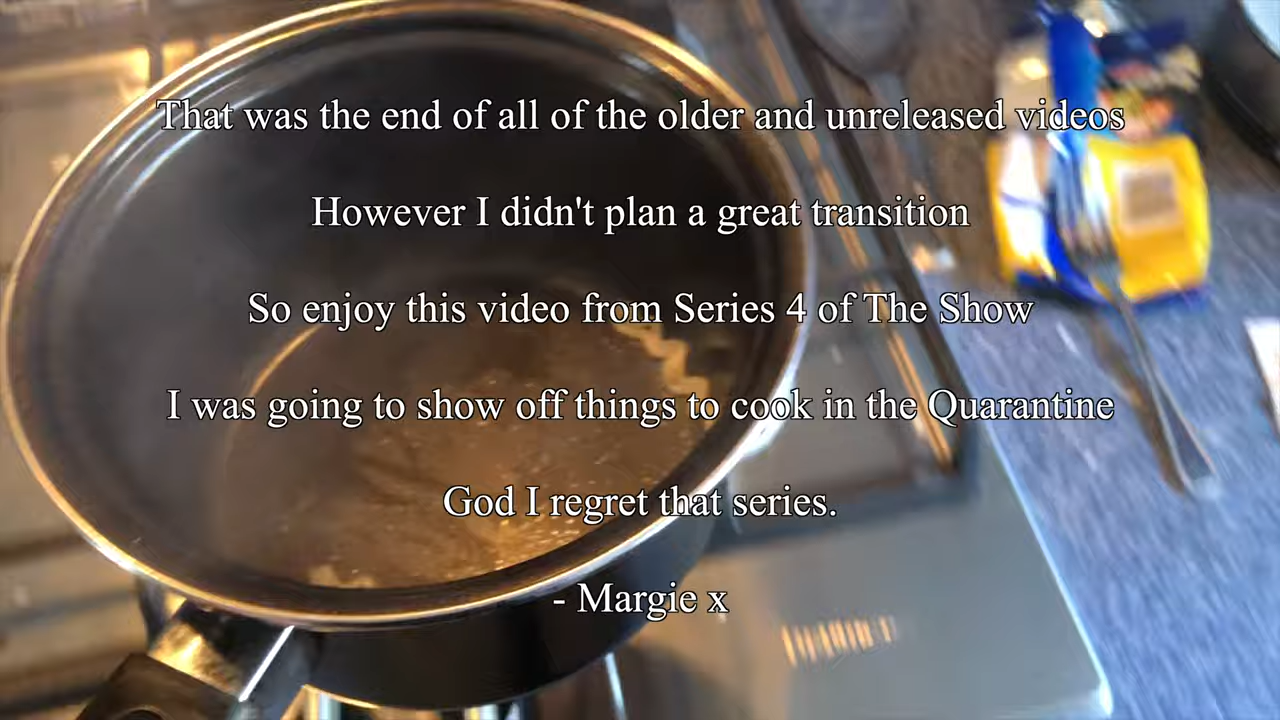 That was the end of all of the older and unreleased videos
However I didn't plan a great transition
So enjoy this video from Series 4 of The Show
I was going to show off things to cook in the Quarantine
God I regret that series.
- Margie x